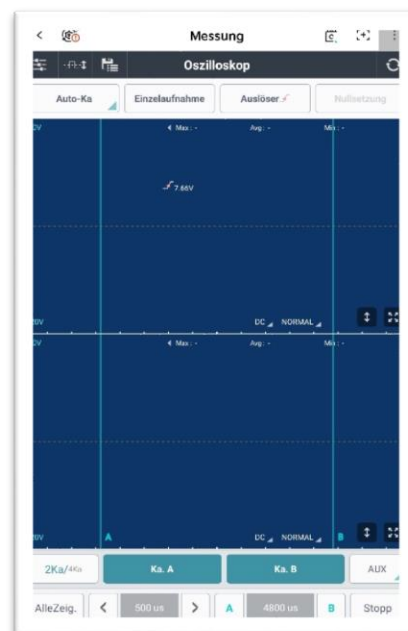 Messung
Oszilloskop
Auto-Ka Einzelaufnahme Auslöser Nullsetzung
Max: - Avg: - Min: -
7.66V
DC NORMAL
Max: - Avg: - Min: -
A DC NORMAL B
2Ka/4Ka Ka. A Ka. B AUX
AlleZeig. < 500 us > A 4800 us B Stopp